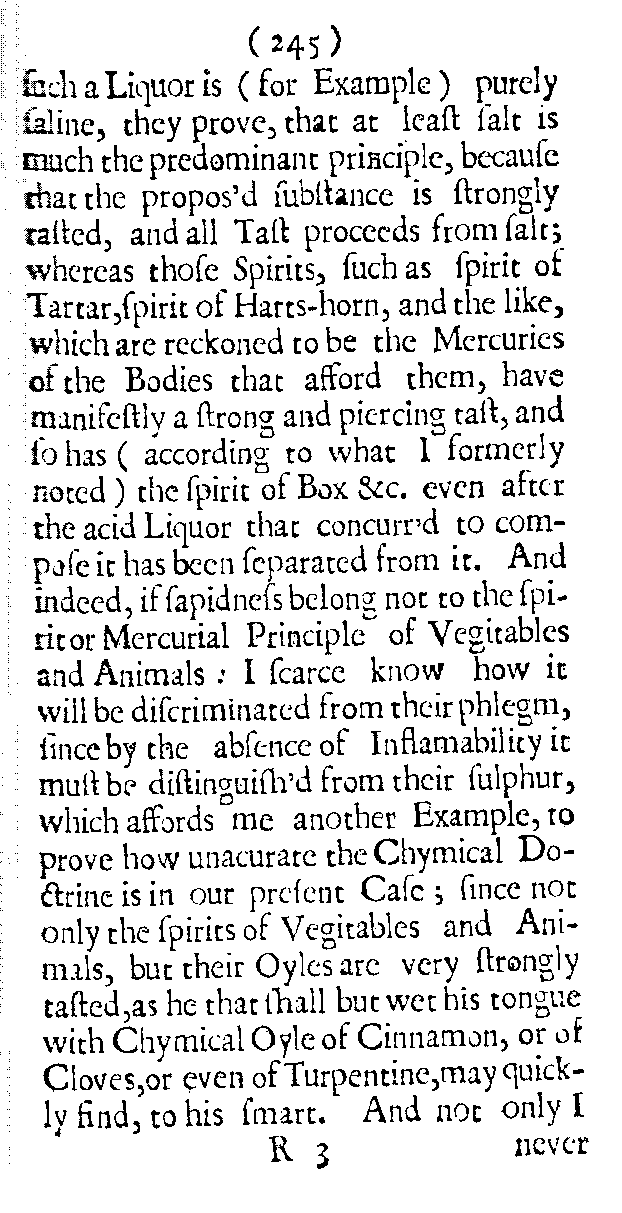 ( 245 )
ſuch a Liquor is ( for Example ) purely
ſaline, they prove, that at leaſt ſalt is
much the predominant principle, becauſe
that the propos'd ſubſtance is ſtrongly
taſted, and all Taſt proceeds from ſalt;
whereas thoſe Spirits, ſuch as ſpirit of
Tartar,ſpirit of Harts-horn, and the like,
which are reckoned to be the Mercuries
of the Bodies that afford them, have
manifeſtly a ſtrong and piercing taſt, and
ſo has ( according to what I formerly
noted ) the ſpirit of Box &c. even after
the acid Liquor that concurr'd to com-
poſe it has been ſeparated from it. And
indeed, if ſapidneſs belong not to the ſpi-
rit or Mercurial Principle of Vegitables
and Animals : I ſcarce know how it
will be diſcriminated from their phlegm,
ſince by the abſence of Inflamability it
muſt be diſtinguiſh'd from their ſulphur,
which affords me another Example, to
prove how unacurate the Chymical Do-
ctrine is in our preſent Caſe ; ſince not
only the ſpirits of Vegitables and Ani-
mals, but their Oyles are very ſtrongly
taſted,as he that ſhall but wet his tongue
with Chymical Oyle of Cinnamon, or of
Cloves,or even of Turpentine,may quick-
ly find, to his ſmart. And not only I
R 3 never